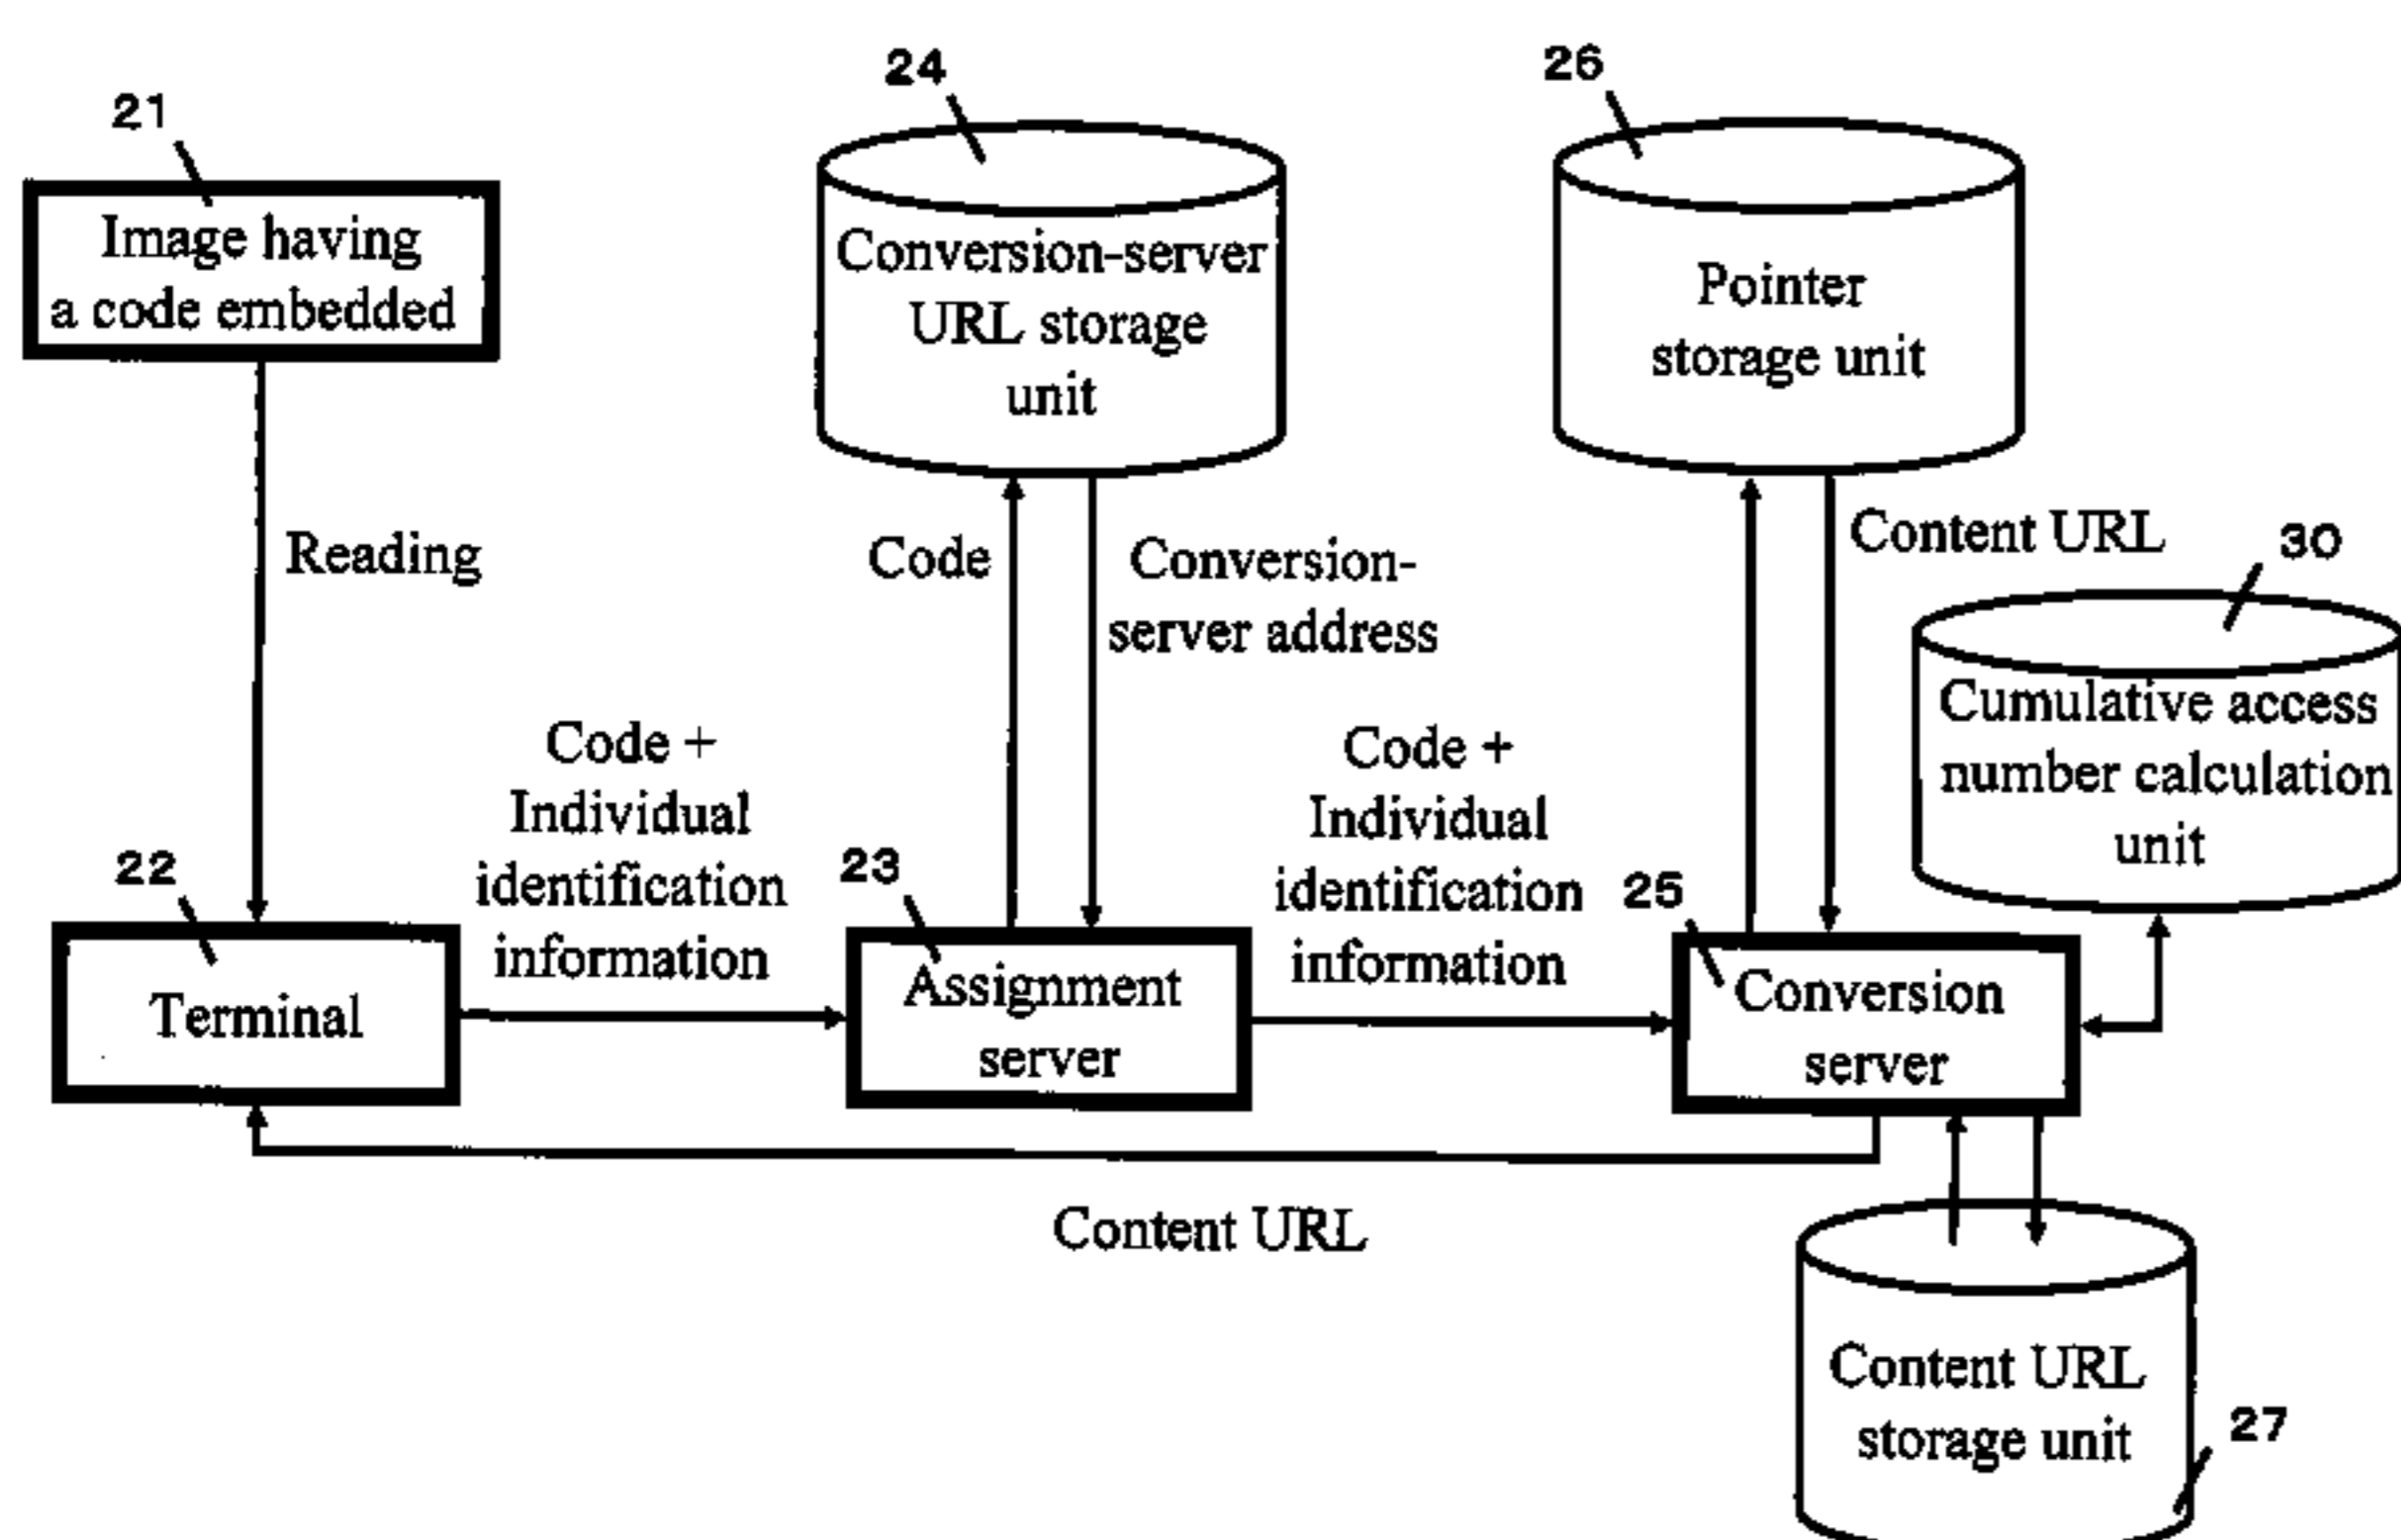 21
Image having
a code embedded
24
Conversion-server
URL storage
unit
26
Pointer
storage unit
Reading
Code
Conversion-
server address
Content URL
30
Cumulative access
number calculation
unit
22
Terminal
Code +
Individual
identification
information
23
Assignment
server
Code +
Individual
identification
information
25
Conversion
server
Content URL
Content URL
storage unit
27